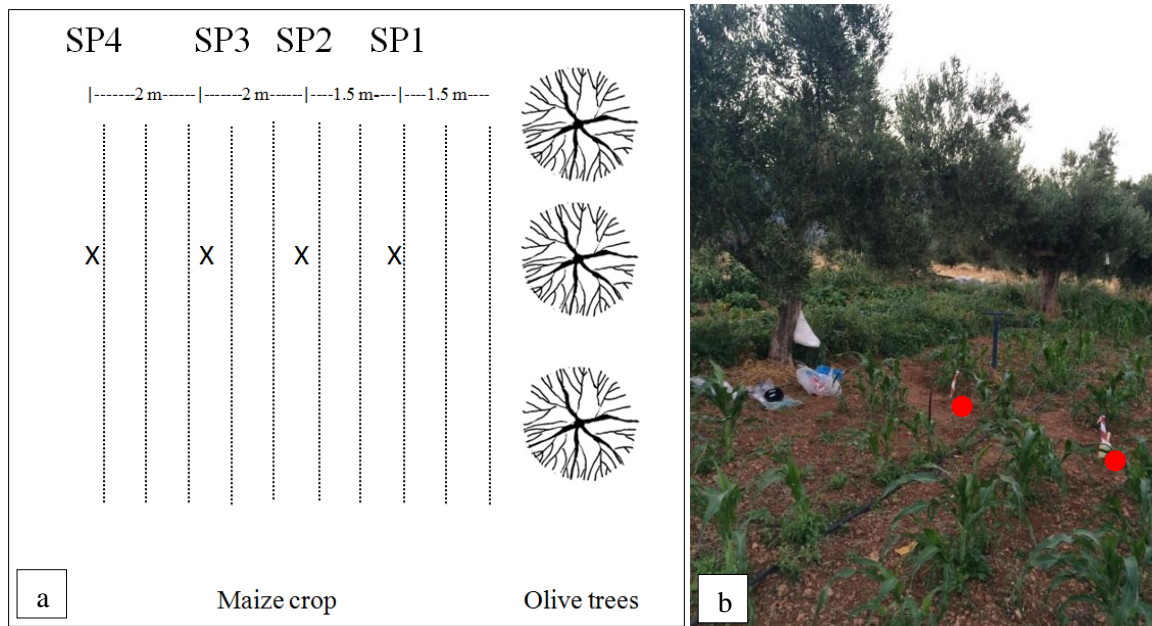 SP4 SP3 SP2 SP1
|-------2 m------|-------2 m------|----1.5 m----|----1.5 m----
X X X X
Maize crop Olive trees
a
b